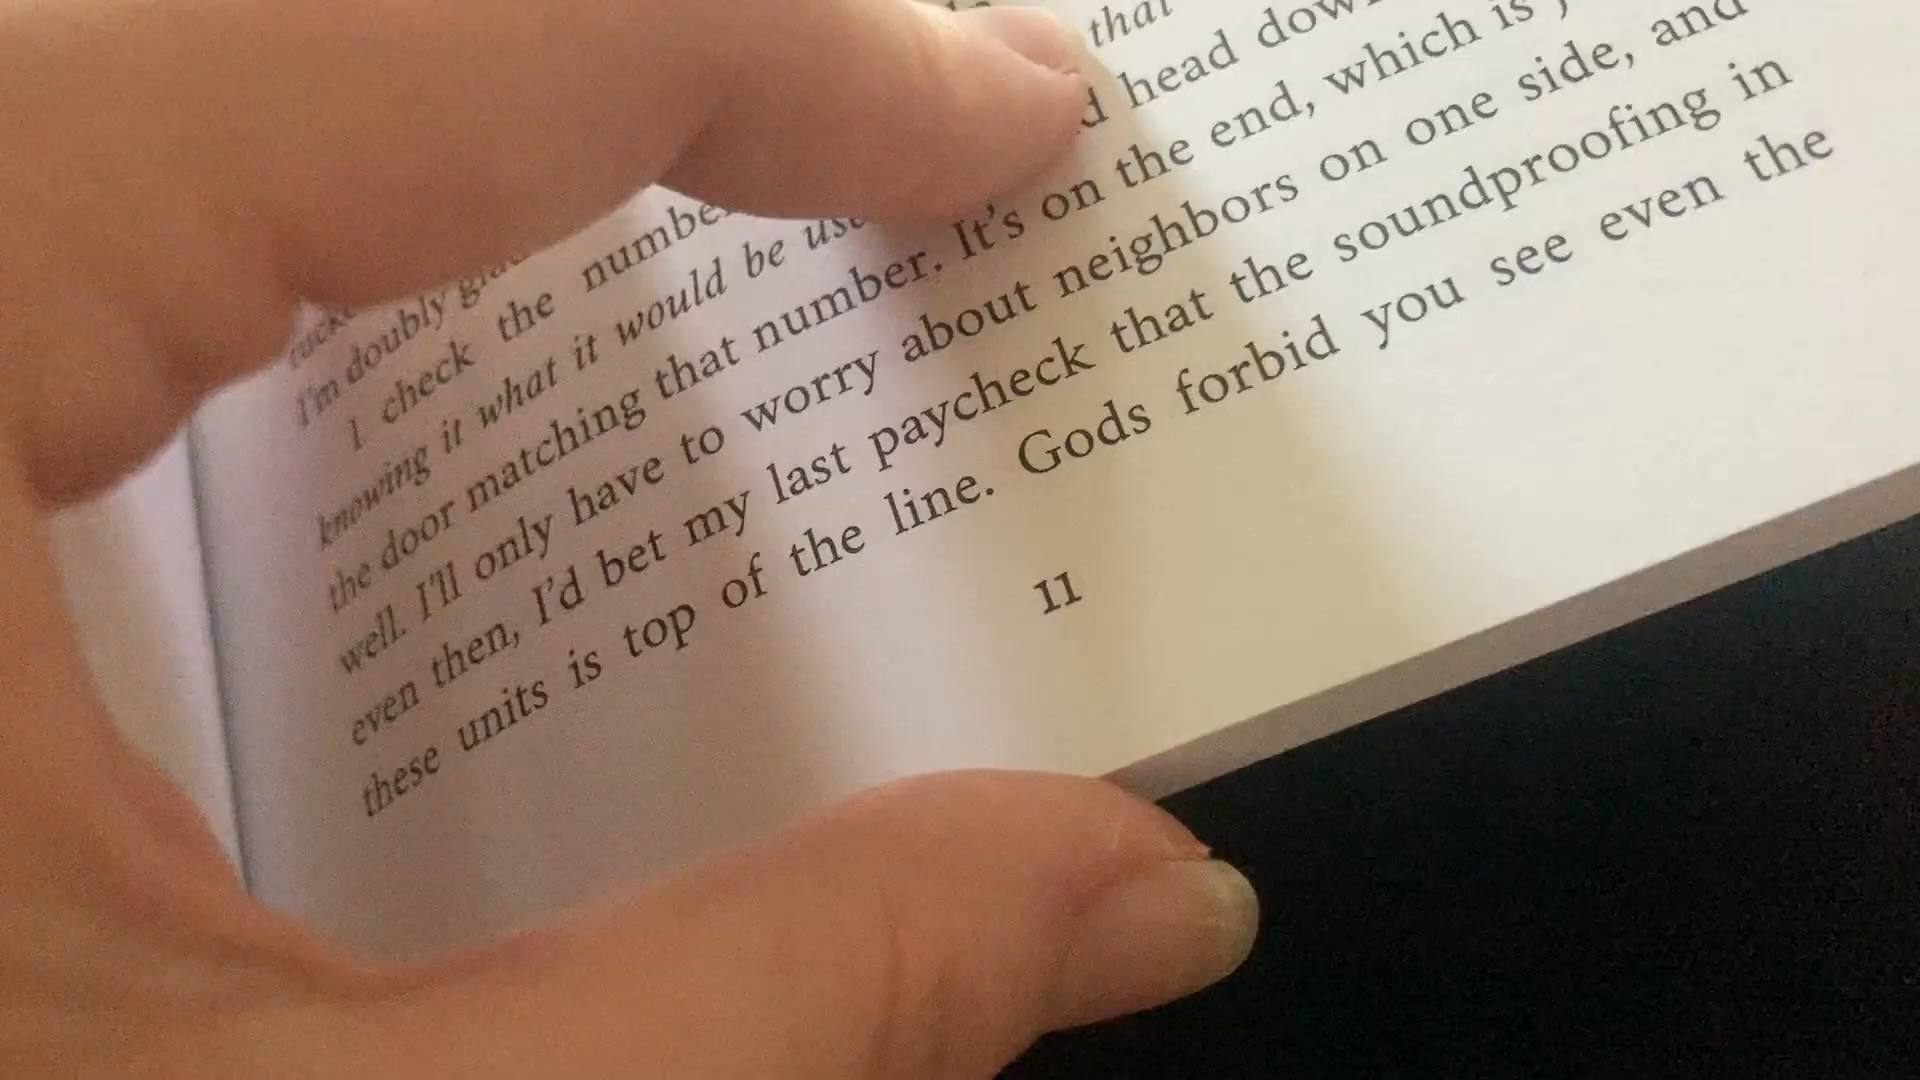 I'm doubly
I check the that
knowing it what it would be head
the door matching that number. It's on the end, which is
well. I'll only have to worry about neighbors on one side, and
even then, I'd bet my last paycheck that the soundproofing in
these units is top of the line. Gods forbid you see even the
11